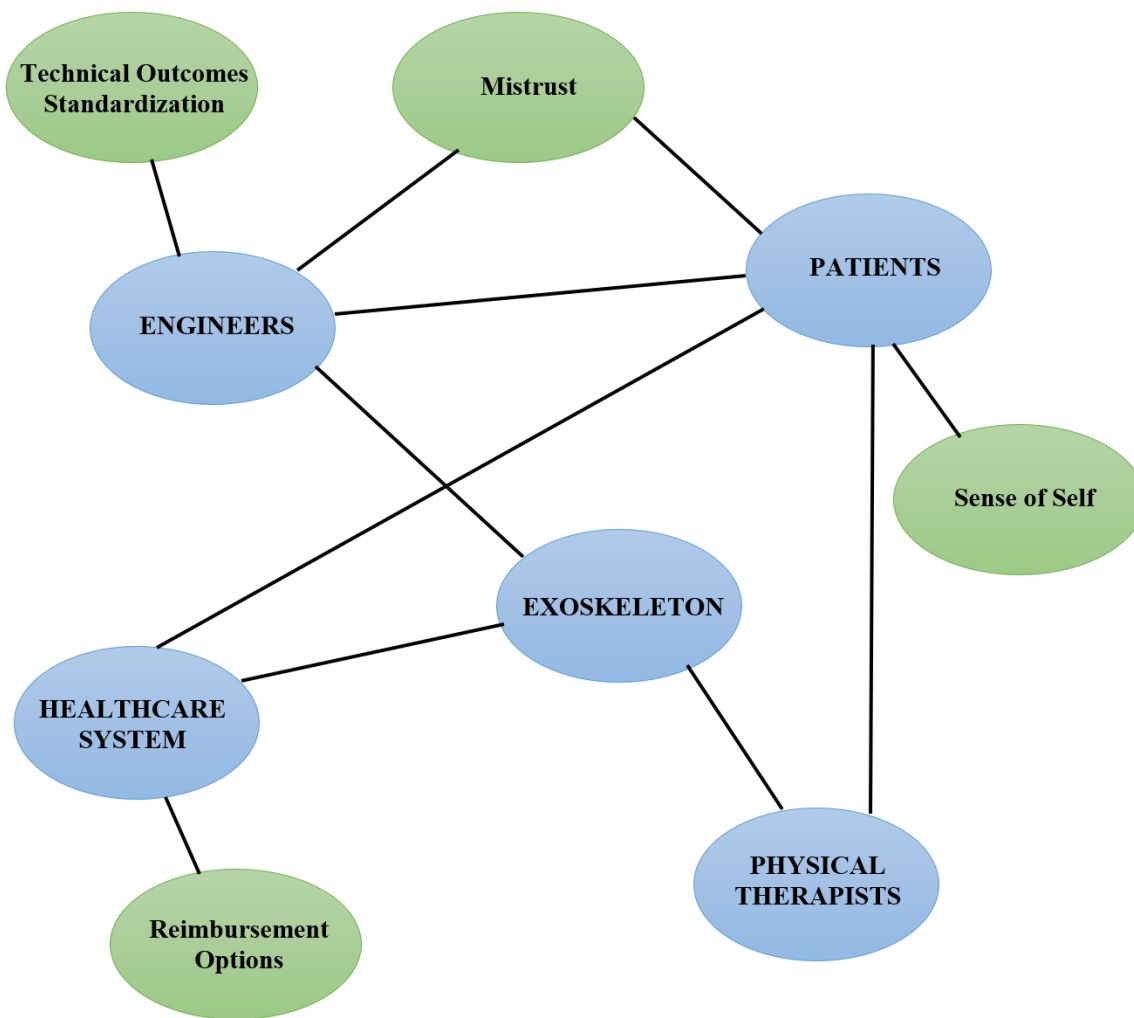 Technical Outcomes
Standardization
Mistrust
PATIENTS
ENGINEERS
Sense of Self
EXOSKELETON
HEALTHCARE
SYSTEM
PHYSICAL
THERAPISTS
Reimbursement
Options